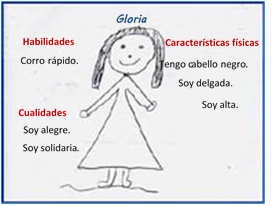 Gloria
Habilidades
Corro rápido.
Características físicas
Tengo cabello negro.
Soy delgada.
Soy alta.
Cualidades
Soy alegre.
Soy solidaria.